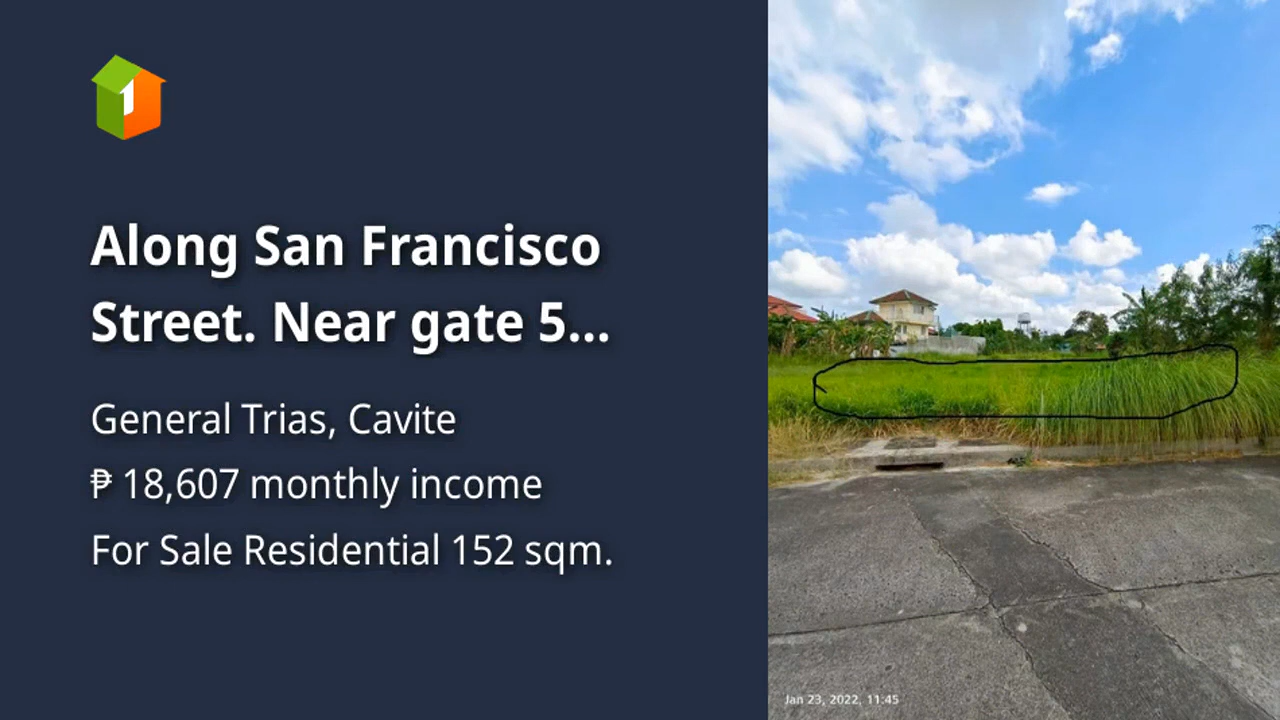 Along San Francisco
Street. Near gate 5...
General Trias, Cavite
₱ 18,607 monthly income
For Sale Residential 152 sqm.
Jan 23, 2022, 11:45